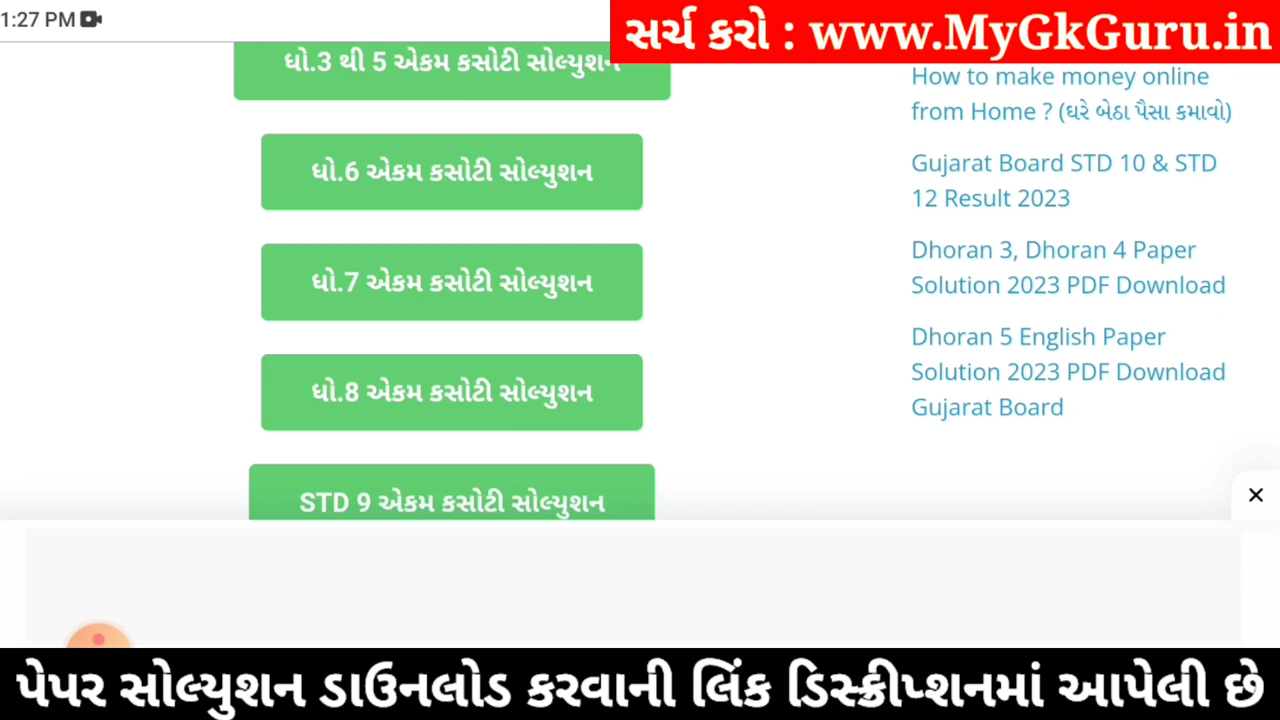 1:27 PM
સર્ચ કરો : www.MyGkGuru.in
ધો.3 થી 5 એકમ કસોટી સોલ્યુશન
ધો.6 એકમ કસોટી સોલ્યુશન
ધો.7 એકમ કસોટી સોલ્યુશન
ધો.8 એકમ કસોટી સોલ્યુશન
STD 9 એકમ કસોટી સોલ્યુશન
How to make money online
from Home ? (ઘરે બેઠા પૈસા કમાવો)
Gujarat Board STD 10 & STD
12 Result 2023
Dhoran 3, Dhoran 4 Paper
Solution 2023 PDF Download
Dhoran 5 English Paper
Solution 2023 PDF Download
Gujarat Board
પેપર સોલ્યુશન ડાઉનલોડ કરવાની લિંક ડિસ્ક્રીપ્શનમાં આપેલી છે